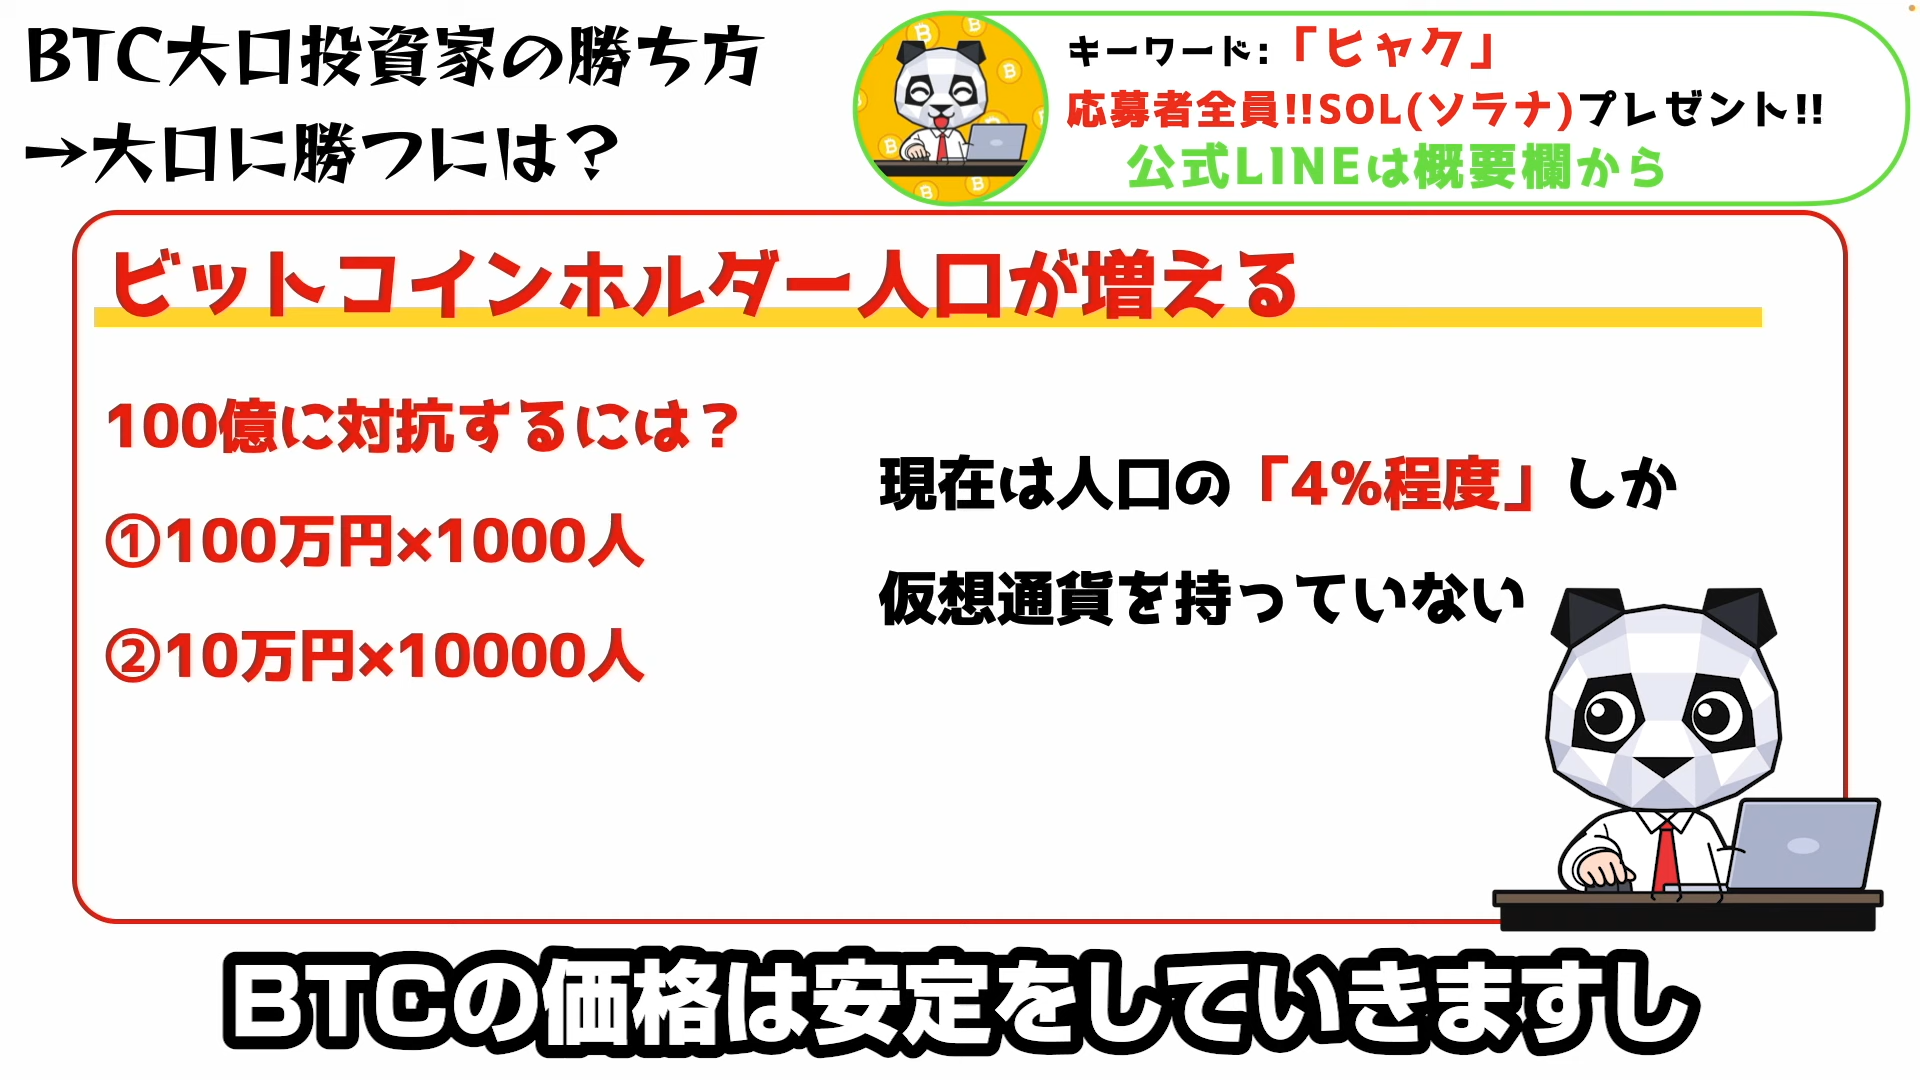 BTC大口投資家の勝ち方
→大口に勝つには？
キーワード:「ヒャク」
応募者全員!!SOL(ソラナ)プレゼント!!
公式LINEは概要欄から
ビットコインホルダー人口が増える
100億に対抗するには？
①100万円×1000人
②10万円×10000人
現在は人口の「4%程度」しか
仮想通貨を持っていない
BTCの価格は安定をしていきますし